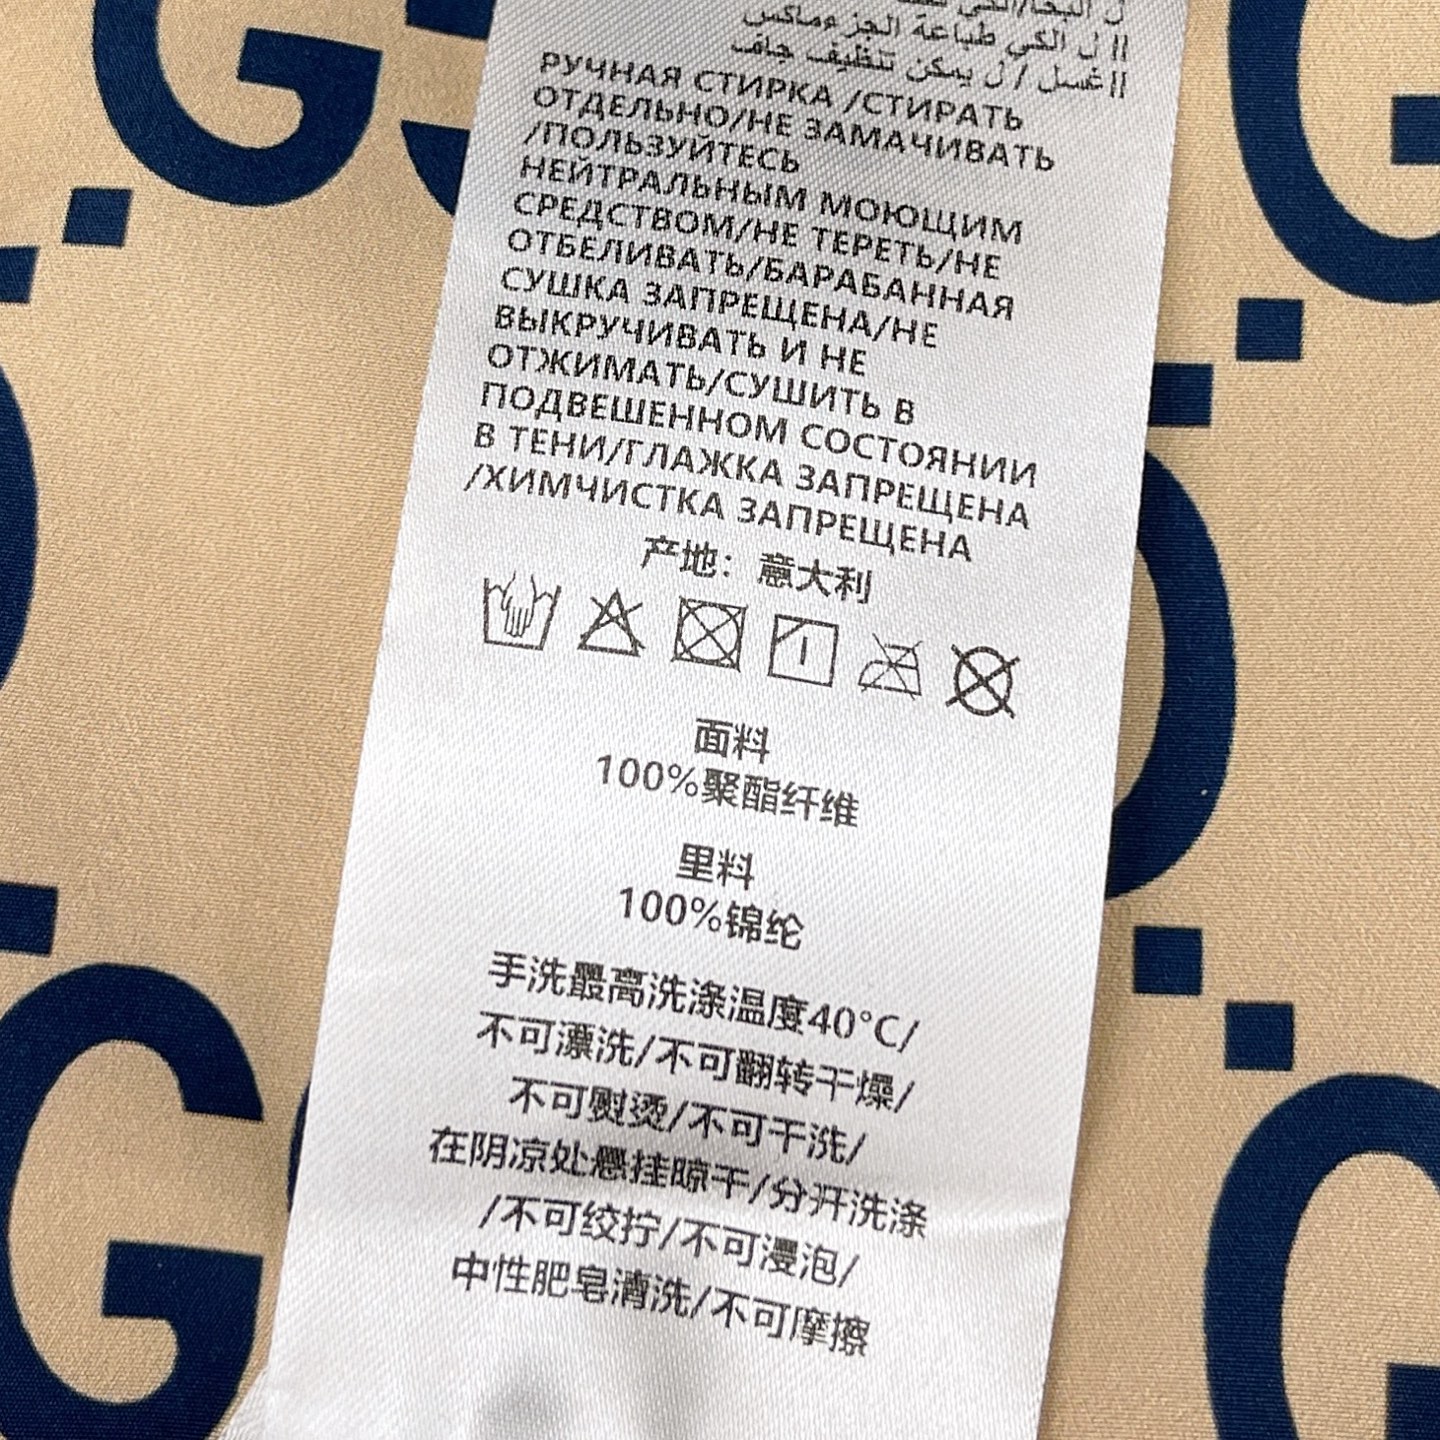 ال الكي طباعة الجزءماكس
الغسل / ل يمكن تنظيف جاف
РУЧНАЯ СТИРКА /СТИРАТЬ
ОТДЕЛЬНО/НЕ ЗАМАЧИВАТЬ
/ПОЛЬЗУЙТЕСЬ
НЕЙТРАЛЬНЫМ МОЮЩИМ
СРЕДСТВОМ/НЕ ТЕРЕТЬ/НЕ
ОТБЕЛИВАТЬ/БАРАБАННАЯ
СУШКА ЗАПРЕЩЕНА/НЕ
ВЫКРУЧИВАТЬ И НЕ
ОТЖИМАТЬ/СУШИТЬ В
ПОДВЕШЕННОМ СОСТОЯНИИ
В ТЕНИ/ГЛАЖКА ЗАПРЕЩЕНА
/ХИМЧИСТКА ЗАПРЕЩЕНА
产地：意大利
面料
100%聚酯纤维
里料
100%锦纶
手洗最高洗涤温度40°C/
不可漂洗/不可翻转干燥/
不可熨烫/不可干洗/
在阴凉处悬挂晾干/分开洗涤
/不可绞拧/不可浸泡/
中性肥皂清洗/不可摩擦